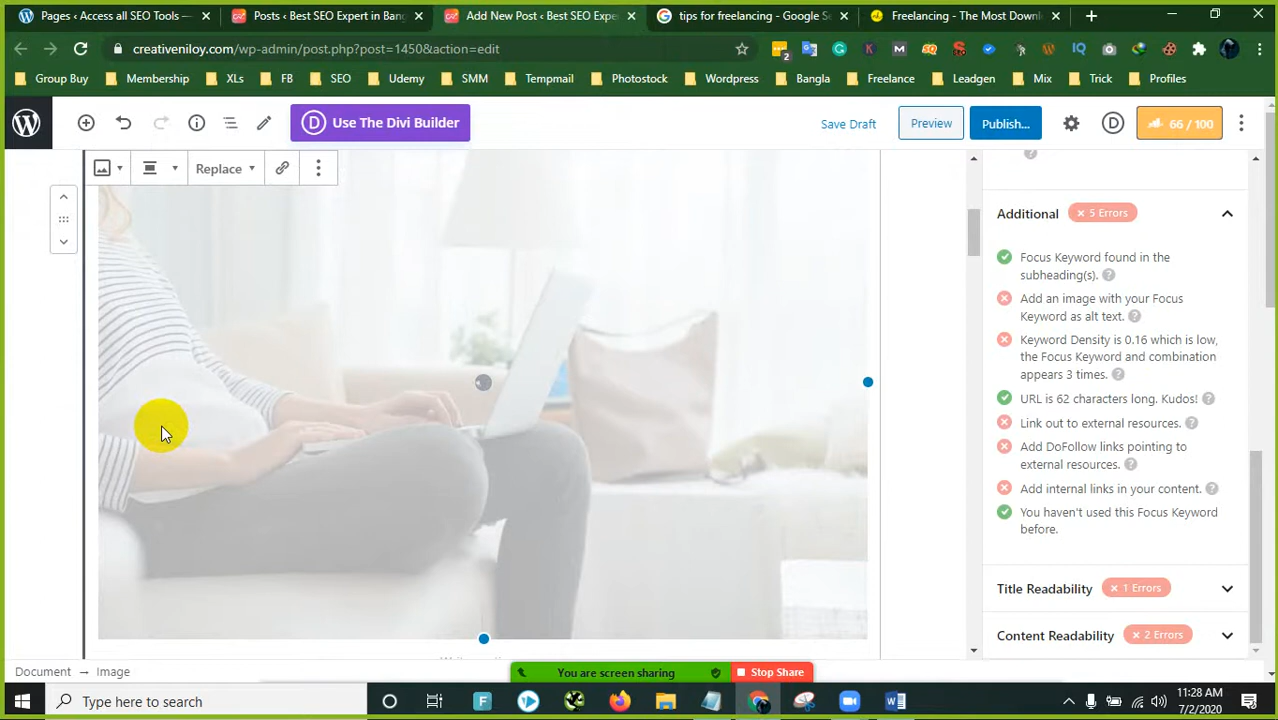 Pages ‹ Access all SEO Tools —
Posts ‹ Best SEO Expert in Bang
Add New Post ‹ Best SEO Expe
tips for freelancing - Google Se
Freelancing - The Most Downl
creativeniloy.com/wp-admin/post.php?post=1450&action=edit
Group Buy
Membership
XLs
FB
SEO
Udemy
SMM
Tempmail
Photostock
Wordpress
Bangla
Freelance
Leadgen
Mix
Trick
Profiles
Use The Divi Builder
Save Draft
Preview
Publish...
66 / 100
Replace
Additional
× 5 Errors
Focus Keyword found in the
subheading(s).
Add an image with your Focus
Keyword as alt text.
Keyword Density is 0.16 which is low,
the Focus Keyword and combination
appears 3 times.
URL is 62 characters long. Kudos!
Link out to external resources.
Add DoFollow links pointing to
external resources.
Add internal links in your content.
You haven't used this Focus Keyword
before.
Title Readability
× 1 Errors
Content Readability
× 2 Errors
Document → Image
You are screen sharing
Stop Share
Type here to search
11:28 AM
7/2/2020